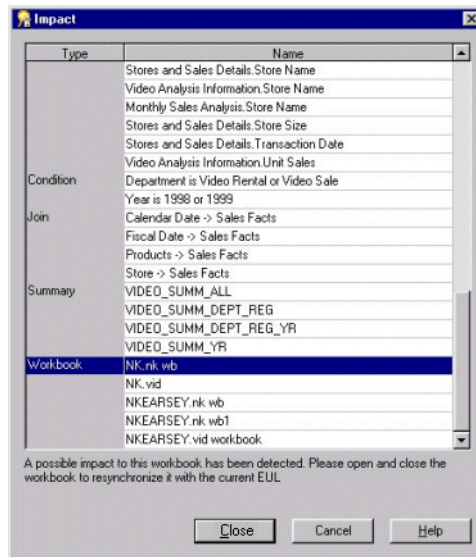 Impact
Type Name
Stores and Sales Details.Store Name
Video Analysis Information.Store Name
Monthly Sales Analysis.Store Name
Stores and Sales Details.Store Size
Stores and Sales Details.Transaction Date
Video Analysis Information.Unit Sales
Condition Department is Video Rental or Video Sale
Year is 1998 or 1999
Join Calendar Date -> Sales Facts
Fiscal Date -> Sales Facts
Products -> Sales Facts
Store -> Sales Facts
Summary VIDEO_SUMM_ALL
VIDEO_SUMM_DEPT_REG
VIDEO_SUMM_DEPT_REG_YR
VIDEO_SUMM_YR
Workbook NK.nk wb
NK.vid
NKEARSEY.nk wb
NKEARSEY.nk wb1
NKEARSEY.vid workbook
A possible impact to this workbook has been detected. Please open and close the
workbook to resynchronize it with the current EUL
Close Cancel Help